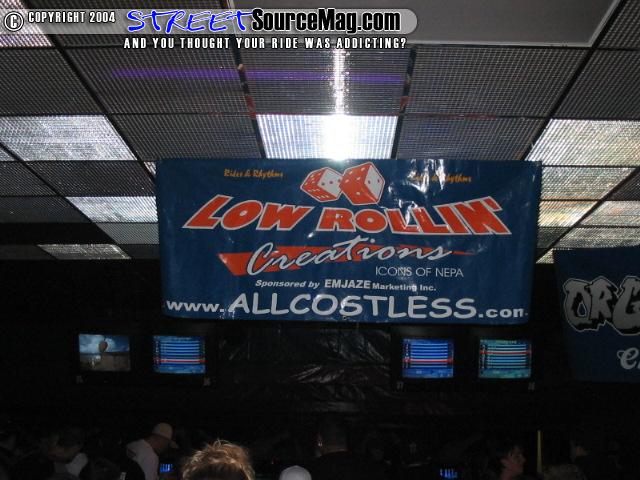 © COPYRIGHT 2004 STREETSourceMag.com
AND YOU THOUGHT YOUR RIDE WAS ADDICTING?
Rides & Rhythms
& Rhythms
LOW ROLLIN'
Creations
ICONS OF NEPA
Sponsored by EMJAZE Marketing Inc.
www.ALLCOSTLESS.com